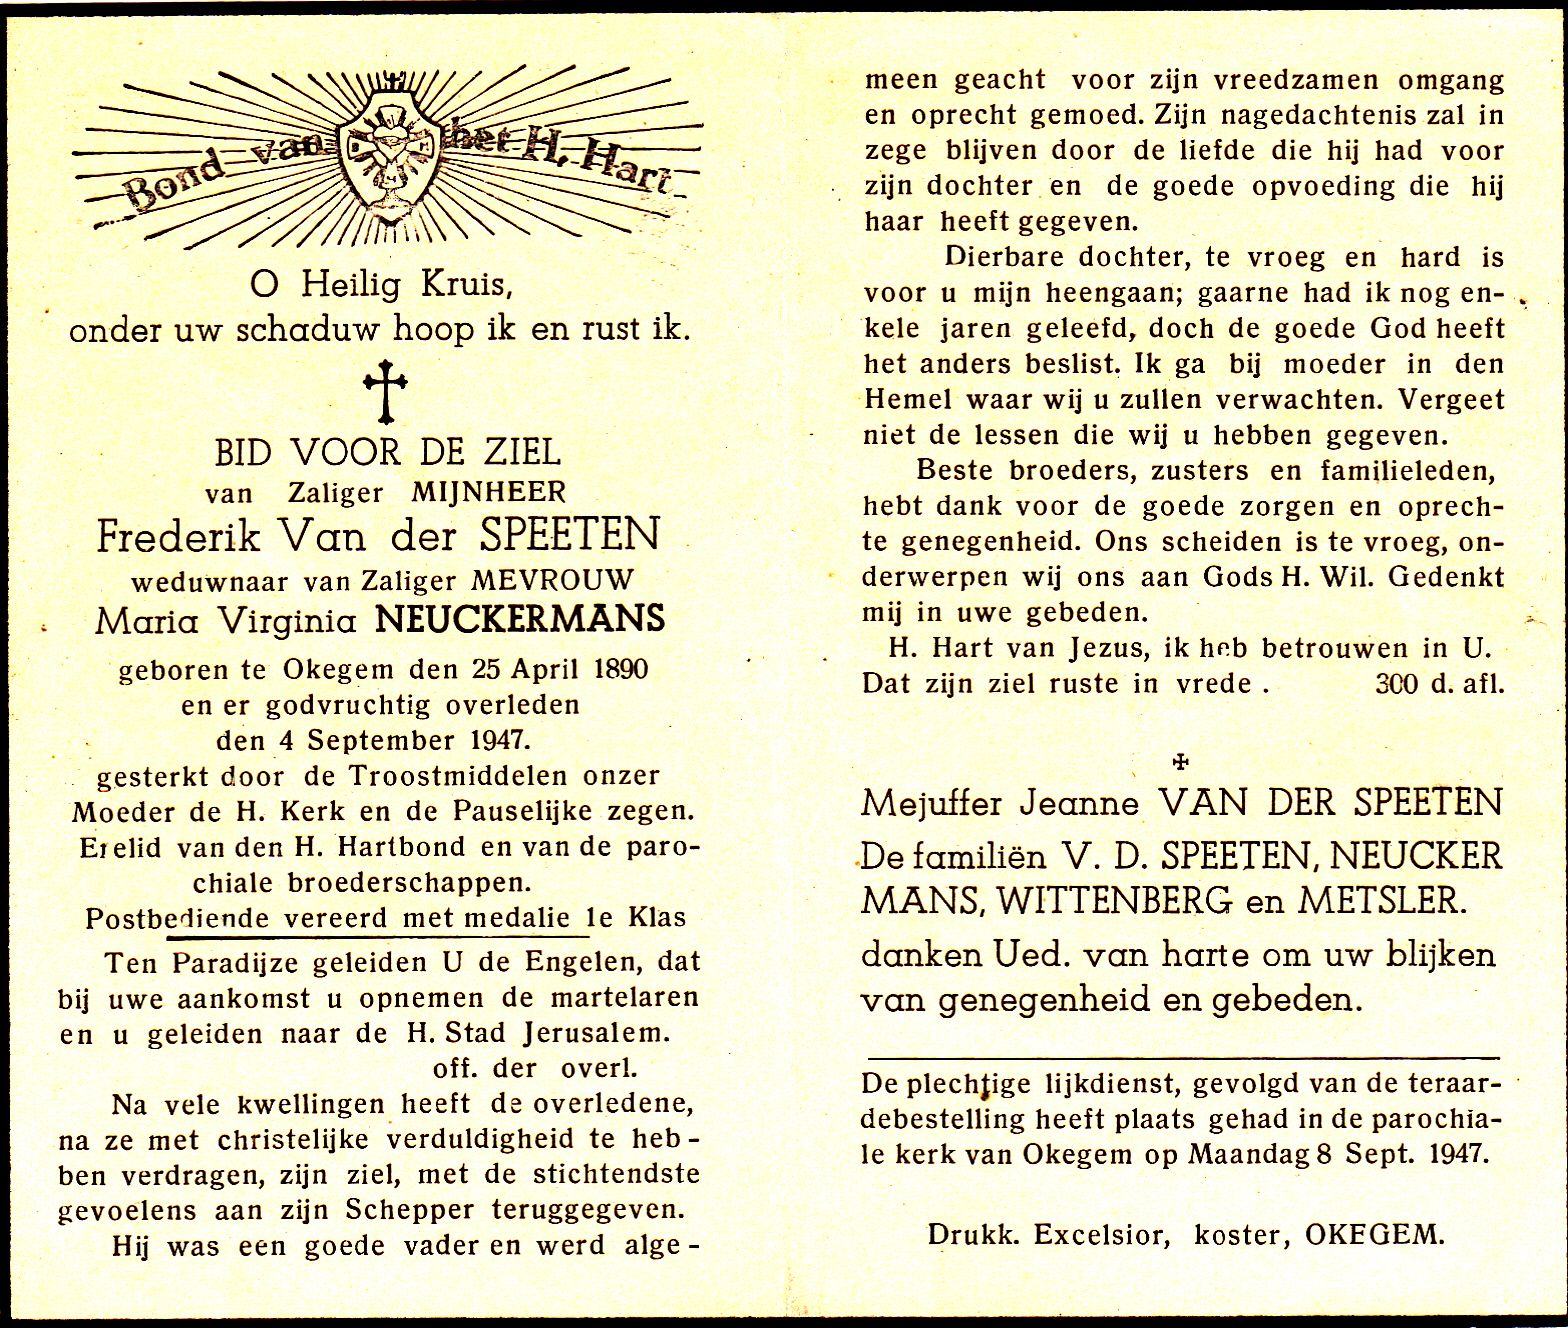 Bond van het H. Hart
O Heilig Kruis,
onder uw schaduw hoop ik en rust ik.
BID VOOR DE ZIEL
van Zaliger MIJNHEER
Frederik Van der SPEETEN
weduwnaar van Zaliger MEVROUW
Maria Virginia NEUCKERMANS
geboren te Okegem den 25 April 1890
en er godvruchtig overleden
den 4 September 1947.
gesterkt door de Troostmiddelen onzer
Moeder de H. Kerk en de Pauselijke zegen.
Erelid van den H. Hartbond en van de paro-
chiale broederschappen.
Postbediende vereerd met medalie 1e Klas
Ten Paradijze geleiden U de Engelen, dat
bij uwe aankomst u opnemen de martelaren
en u geleiden naar de H. Stad Jerusalem.
off. der overl.
Na vele kwellingen heeft de overledene,
na ze met christelijke verduldigheid te heb-
ben verdragen, zijn ziel, met de stichtendste
gevoelens aan zijn Schepper teruggegeven.
Hij was een goede vader en werd alge-
meen geacht voor zijn vreedzamen omgang
en oprecht gemoed. Zijn nagedachtenis zal in
zege blijven door de liefde die hij had voor
zijn dochter en de goede opvoeding die hij
haar heeft gegeven.
Dierbare dochter, te vroeg en hard is
voor u mijn heengaan; gaarne had ik nog en-
kele jaren geleefd, doch de goede God heeft
het anders beslist. Ik ga bij moeder in den
Hemel waar wij u zullen verwachten. Vergeet
niet de lessen die wij u hebben gegeven.
Beste broeders, zusters en familieleden,
hebt dank voor de goede zorgen en oprech-
te genegenheid. Ons scheiden is te vroeg, on-
derwerpen wij ons aan Gods H. Wil. Gedenkt
mij in uwe gebeden.
H. Hart van Jezus, ik heb betrouwen in U.
Dat zijn ziel ruste in vrede . 300 d. afl.
Mejuffer Jeanne VAN DER SPEETEN
De familiën V. D. SPEETEN, NEUCKER
MANS, WITTENBERG en METSLER.
danken Ued. van harte om uw blijken
van genegenheid en gebeden.
De plechtige lijkdienst, gevolgd van de teraar-
debestelling heeft plaats gehad in de parochia-
le kerk van Okegem op Maandag 8 Sept. 1947.
Drukk. Excelsior, koster, OKEGEM.